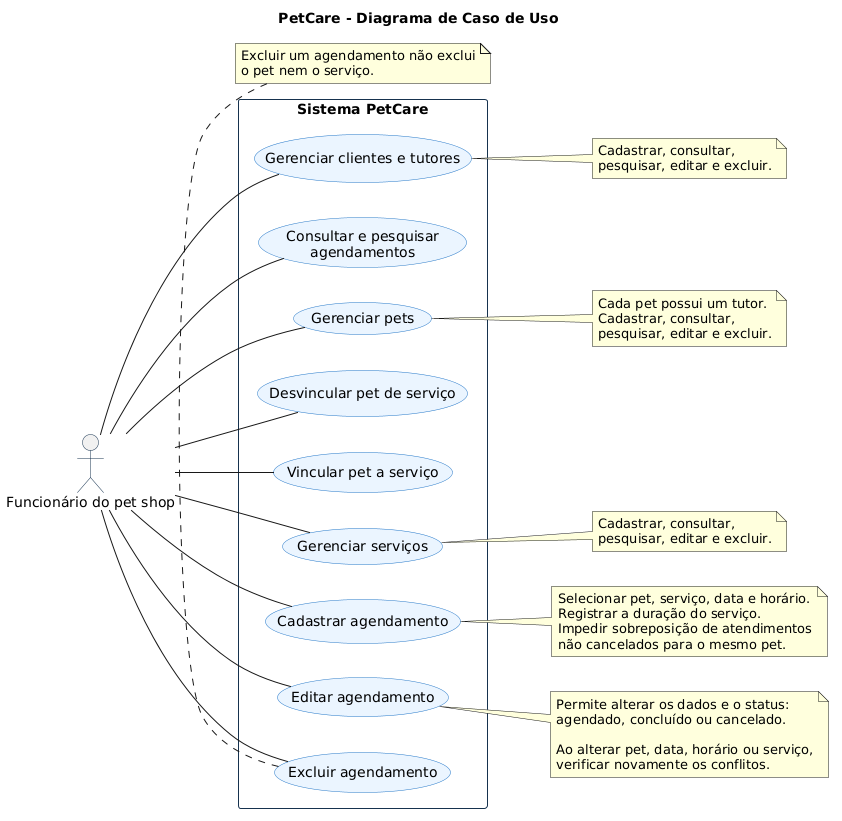 PetCare - Diagrama de Caso de Uso
Excluir um agendamento não exclui
o pet nem o serviço.
Sistema PetCare
Gerenciar clientes e tutores
Cadastrar, consultar,
pesquisar, editar e excluir.
Consultar e pesquisar
agendamentos
Gerenciar pets
Cada pet possui um tutor.
Cadastrar, consultar,
pesquisar, editar e excluir.
Desvincular pet de serviço
Vincular pet a serviço
Funcionário do pet shop
Gerenciar serviços
Cadastrar, consultar,
pesquisar, editar e excluir.
Cadastrar agendamento
Selecionar pet, serviço, data e horário.
Registrar a duração do serviço.
Impedir sobreposição de atendimentos
não cancelados para o mesmo pet.
Editar agendamento
Permite alterar os dados e o status:
agendado, concluído ou cancelado.
Ao alterar pet, data, horário ou serviço,
verificar novamente os conflitos.
Excluir agendamento